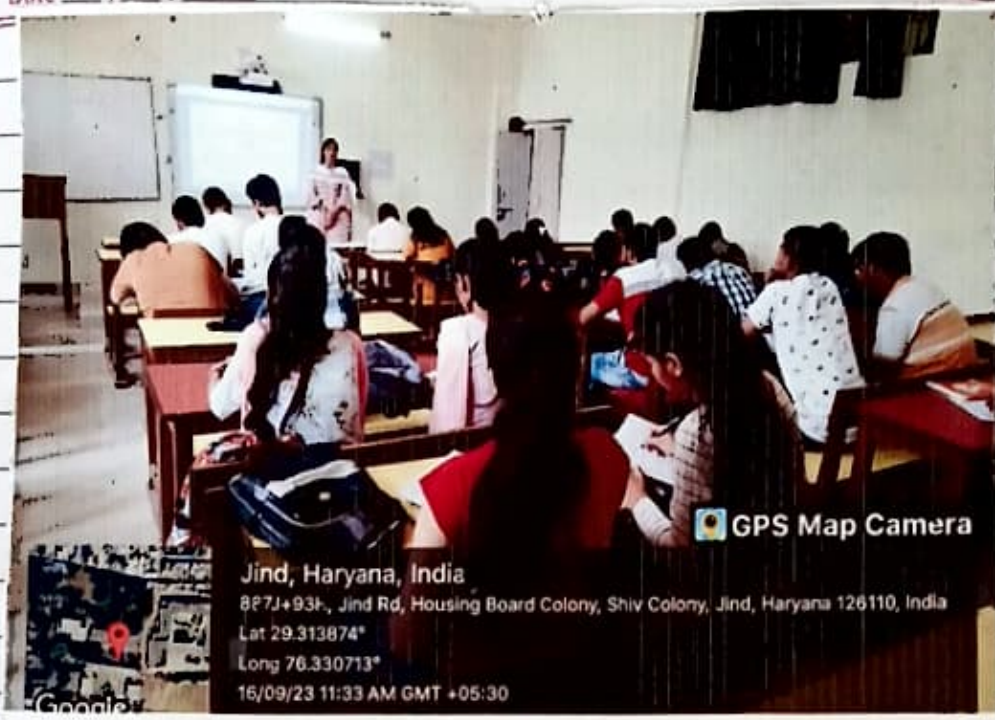 GPS Map Camera
Jind, Haryana, India
Jind Rd, Housing Board Colony, Shiv Colony, Jind, Haryana 126110, India
Lat 29.313874°
Long 76.330713°
16/09/23 11:33 AM GMT +05:30
Google